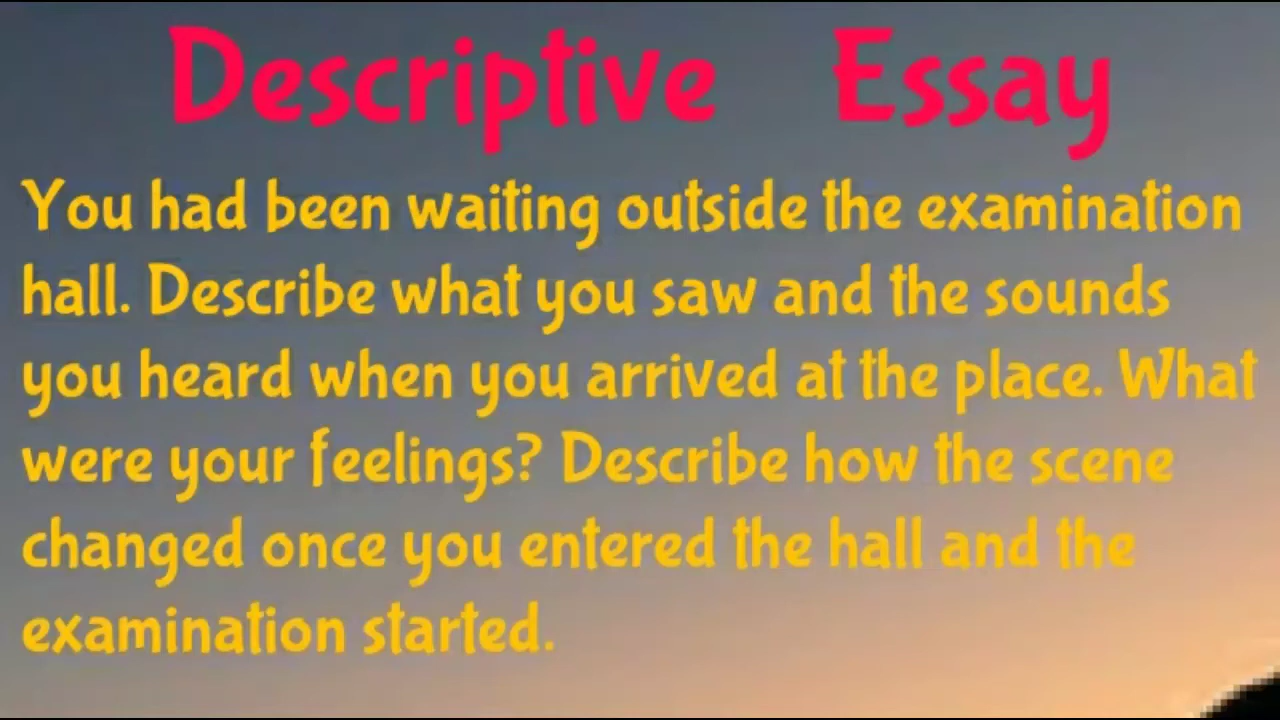 Descriptive Essay
You had been waiting outside the examination
hall. Describe what you saw and the sounds
you heard when you arrived at the place. What
were your feelings? Describe how the scene
changed once you entered the hall and the
examination started.